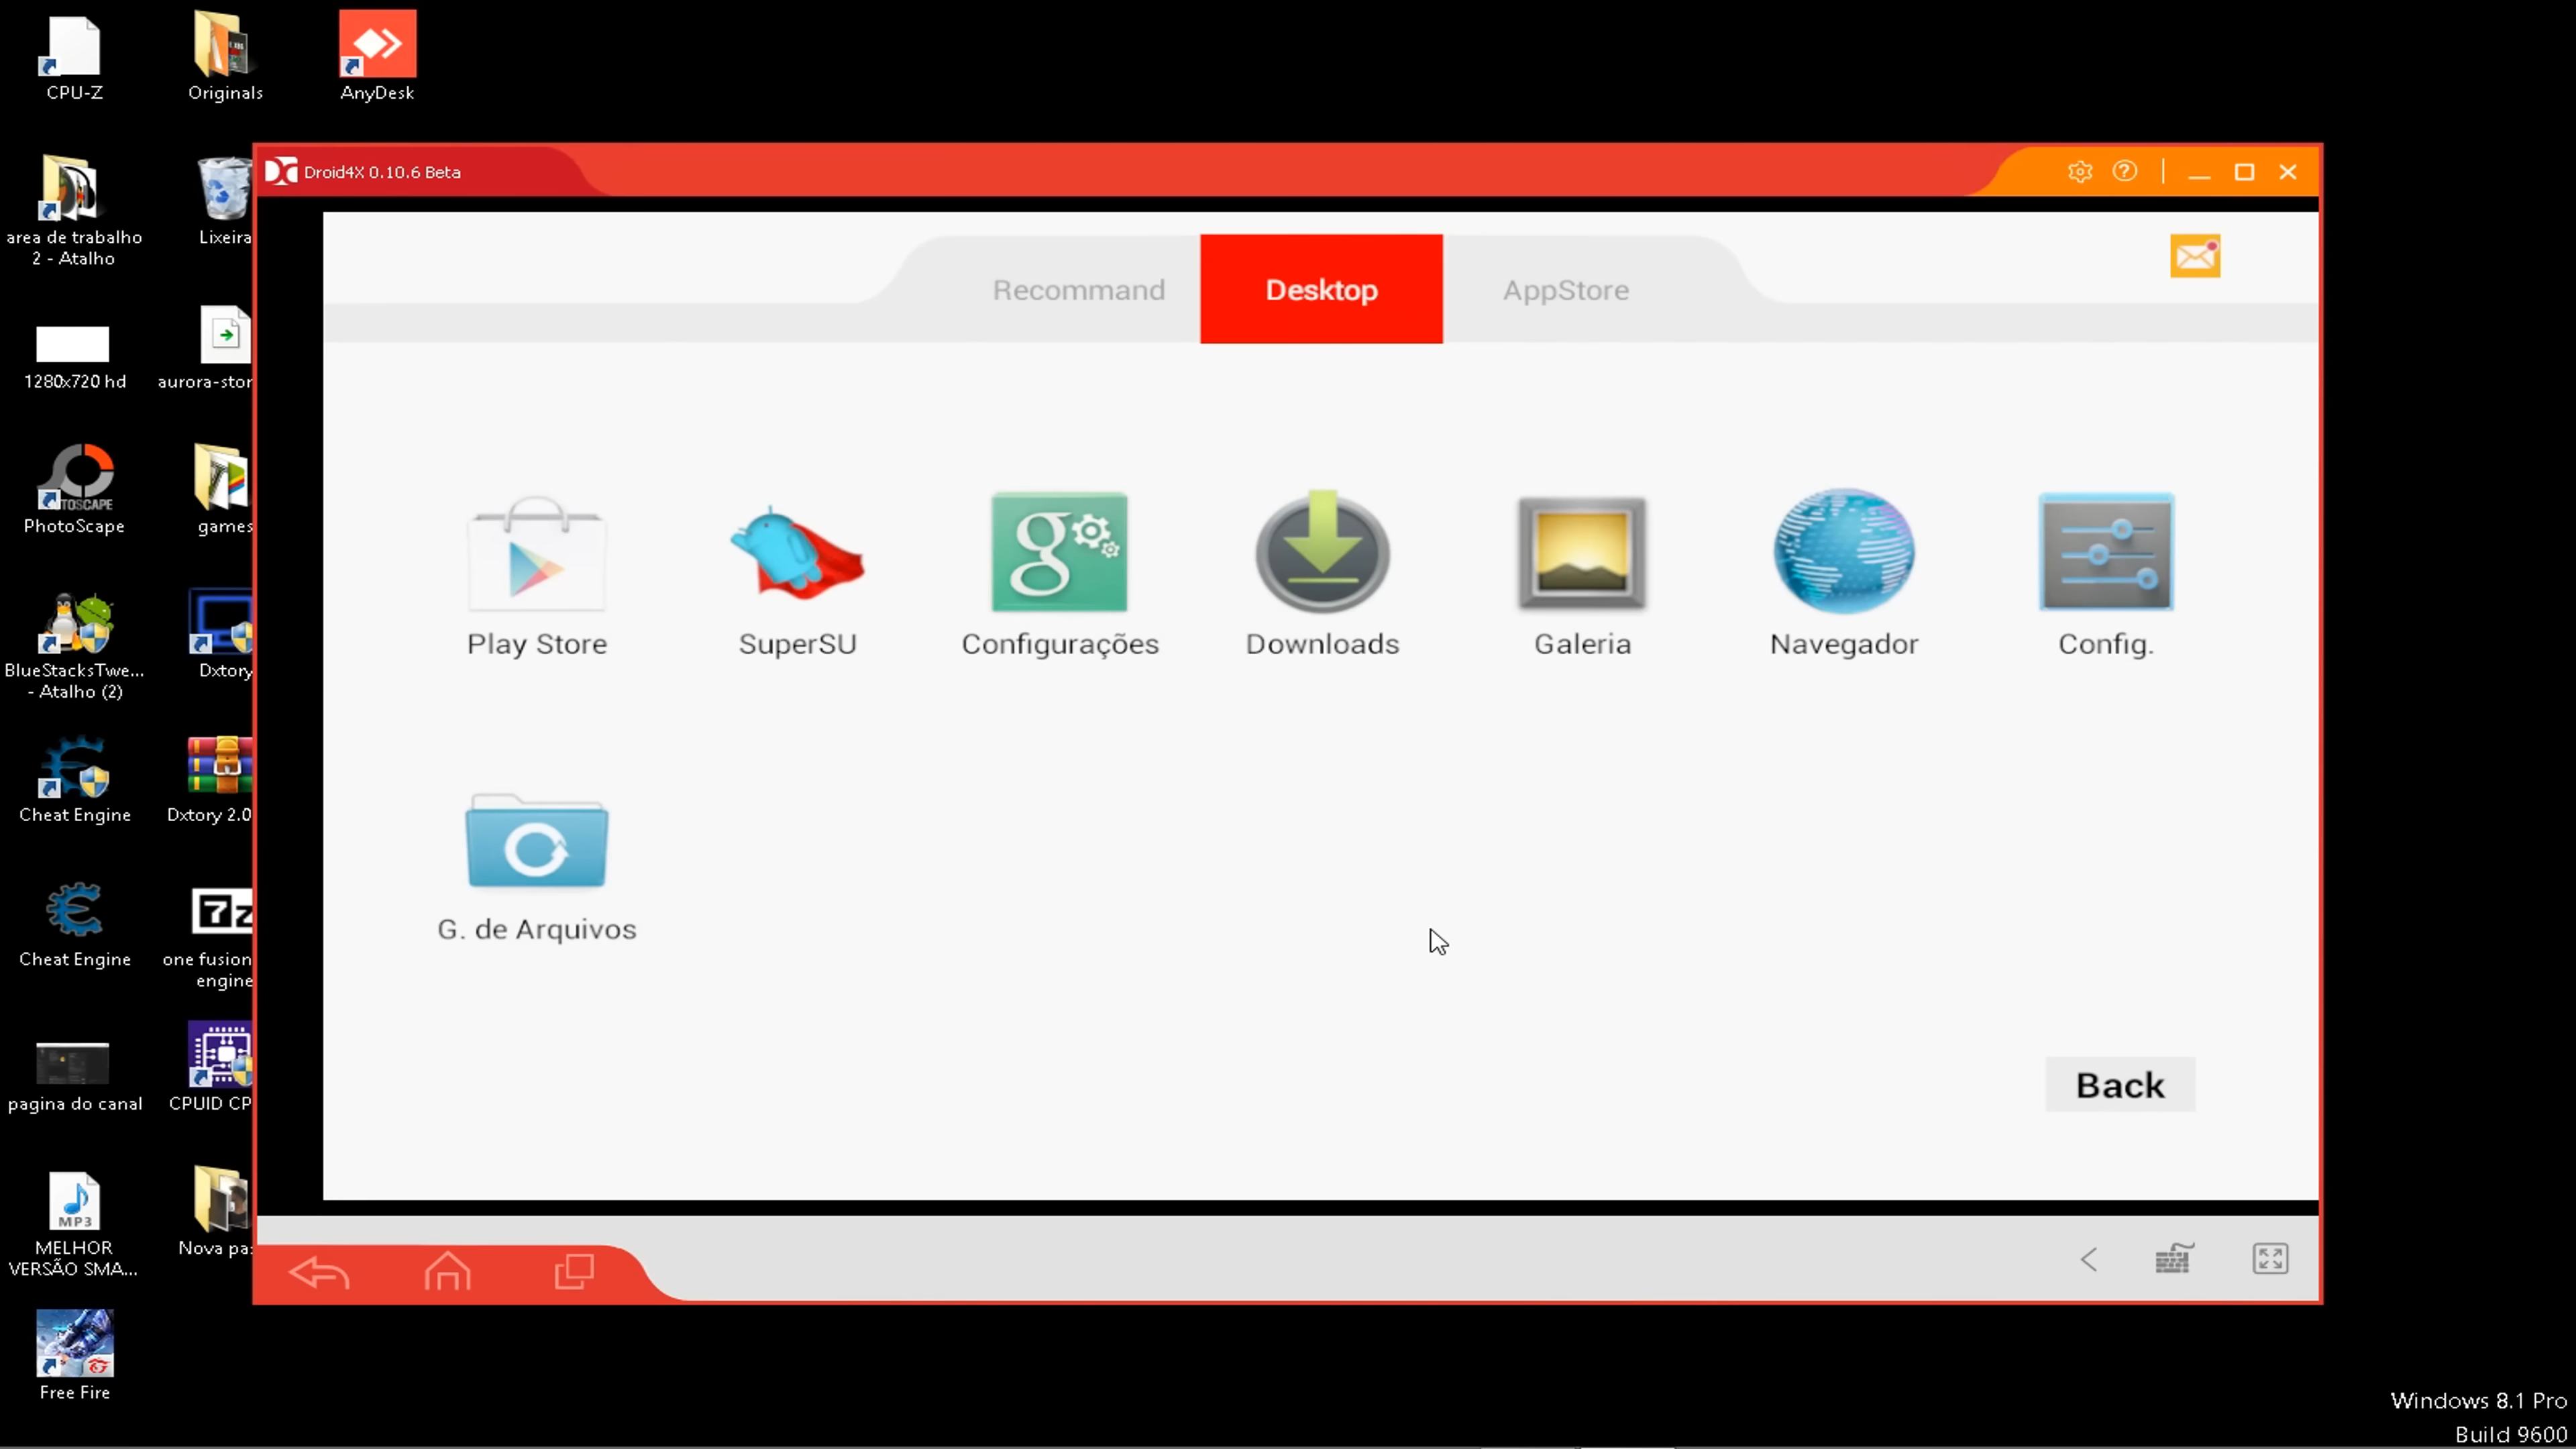 CPU-Z
Originals
AnyDesk
area de trabalho
2 - Atalho
Lixeira
1280x720 hd
aurora-stor
TOSCAPE
PhotoScape
games
BlueStacksTwe...
- Atalho (2)
Dxtory
Cheat Engine
Dxtory 2.0
7z
Cheat Engine
one fusion
engine
pagina do canal
CPUID CP
MP3
MELHOR
VERSÃO SMA...
Nova pa
Free Fire
Droid4X 0.10.6 Beta
Recommand
Desktop
AppStore
Play Store
SuperSU
Configurações
Downloads
Galeria
Navegador
Config.
G. de Arquivos
Back
Windows 8.1 Pro
Build 9600